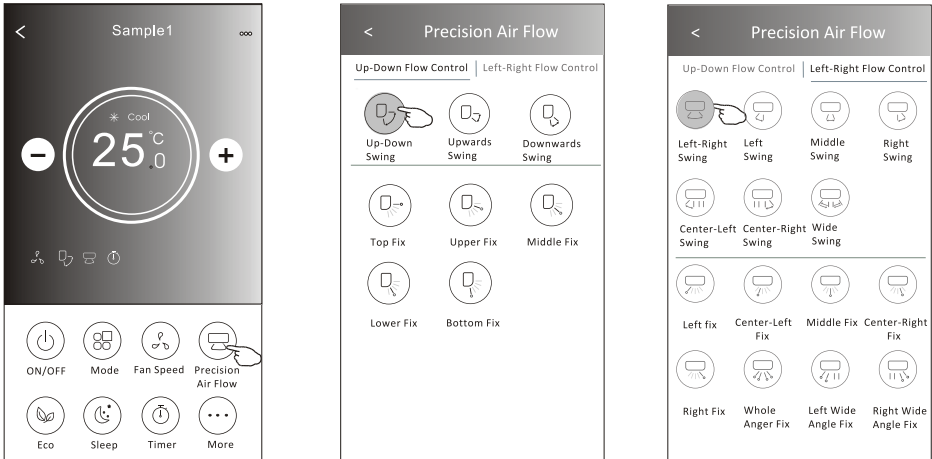 < Sample1 ooo
Cool
25.0 °C
− +
ON/OFF Mode Fan Speed Precision
Air Flow
Eco Sleep Timer More
< Precision Air Flow
Up-Down Flow Control Left-Right Flow Control
Up-Down Upwards Downwards
Swing Swing Swing
Top Fix Upper Fix Middle Fix
Lower Fix Bottom Fix
< Precision Air Flow
Up-Down Flow Control Left-Right Flow Control
Left-Right Left Middle Right
Swing Swing Swing Swing
Center-Left Center-Right Wide
Swing Swing Swing
Left fix Center-Left Middle Fix Center-Right
Fix Fix
Right Fix Whole Left Wide Right Wide
Anger Fix Angle Fix Angle Fix